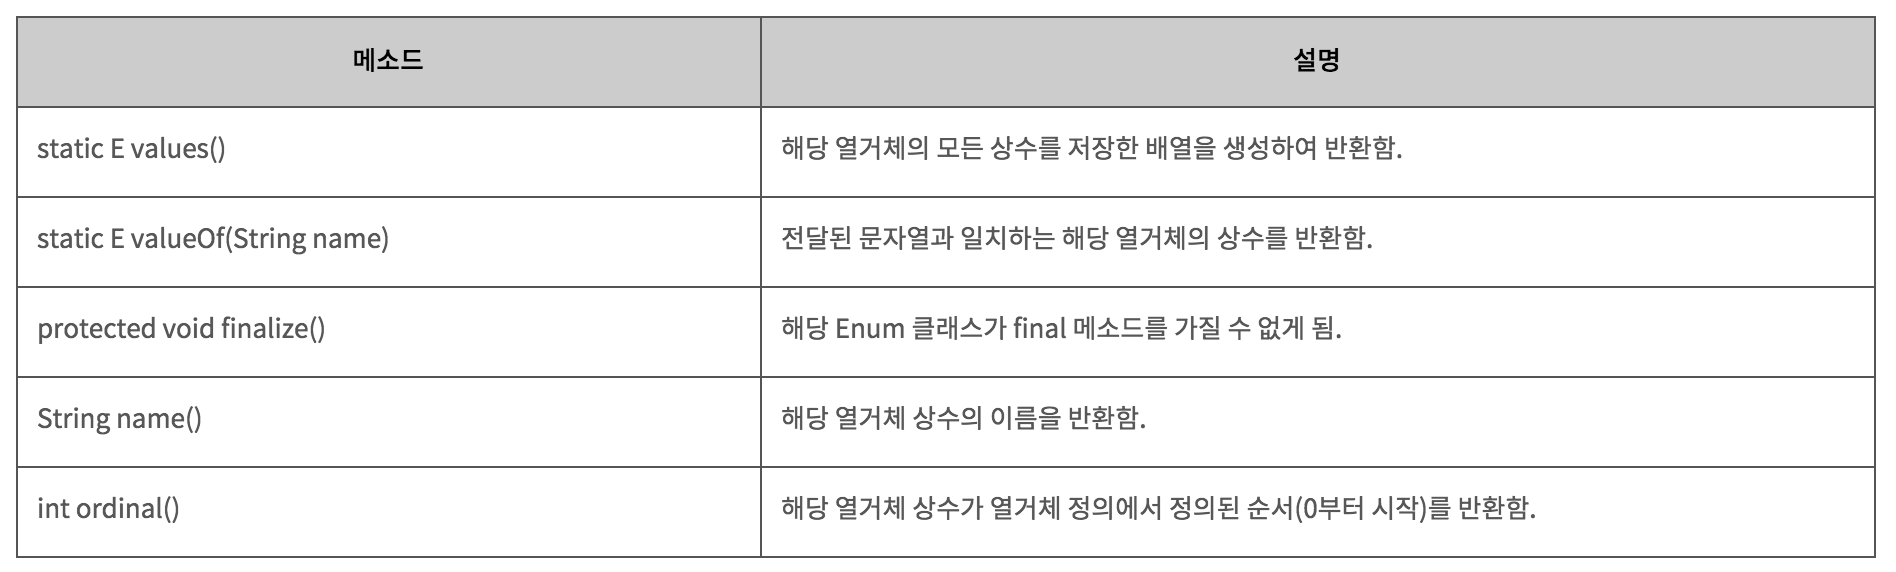 메소드 설명
static E values() 해당 열거체의 모든 상수를 저장한 배열을 생성하여 반환함.
static E valueOf(String name) 전달된 문자열과 일치하는 해당 열거체의 상수를 반환함.
protected void finalize() 해당 Enum 클래스가 final 메소드를 가질 수 없게 됨.
String name() 해당 열거체 상수의 이름을 반환함.
int ordinal() 해당 열거체 상수가 열거체 정의에서 정의된 순서(0부터 시작)를 반환함.